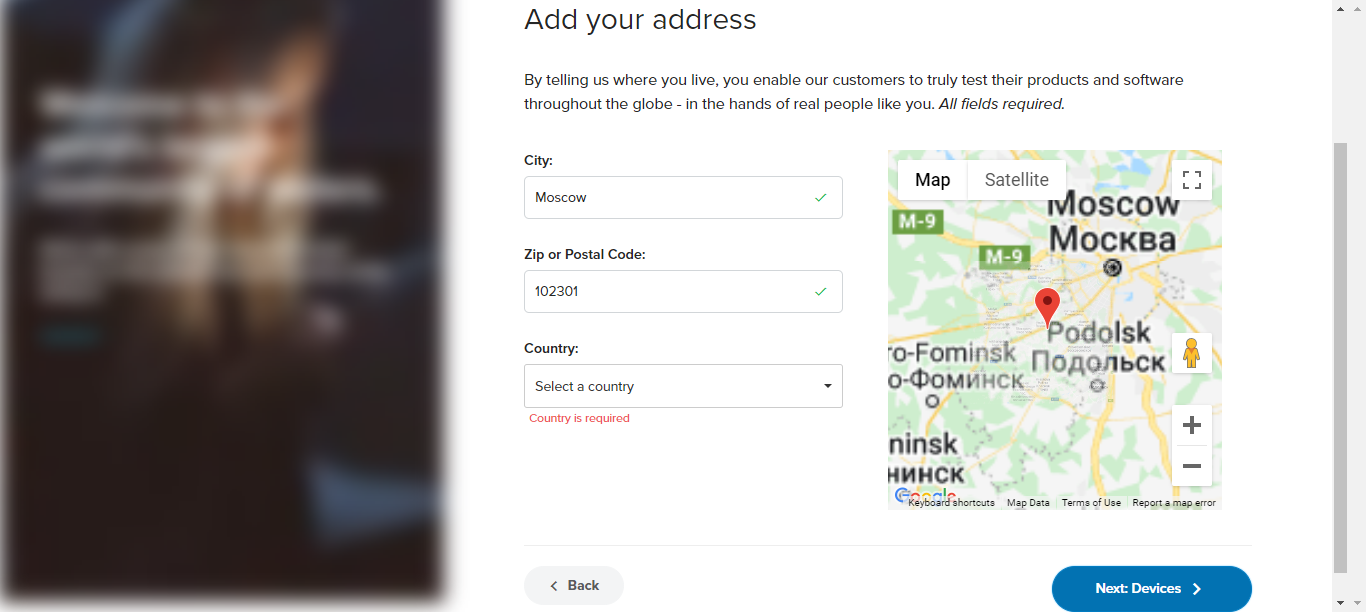 Add your address
By telling us where you live, you enable our customers to truly test their products and software
throughout the globe - in the hands of real people like you. All fields required.
City:
Moscow
Zip or Postal Code:
102301
Country:
Select a country
Country is required
Map
Satellite
Moscow
M-9
Москва
M-9
Podolsk
ro-Fominsk
Подольск
о-Фоминск
ninsk
нинск
Google
Keyboard shortcuts
Map Data
Terms of Use
Report a map error
Back
Next: Devices